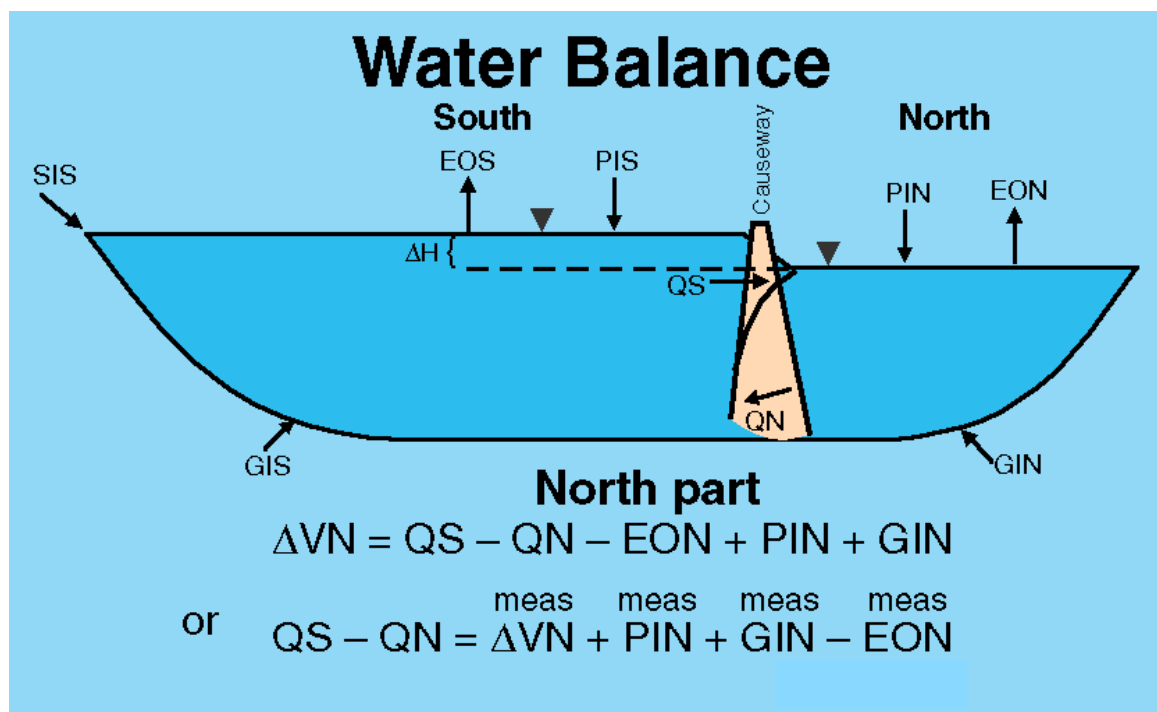 Water Balance
South
North
Causeway
SIS
EOS
PIS
PIN
EON
ΔH {
QS
QN
GIS
GIN
North part
ΔVN = QS – QN – EON + PIN + GIN
meas meas meas meas
or QS – QN = ΔVN + PIN + GIN – EON